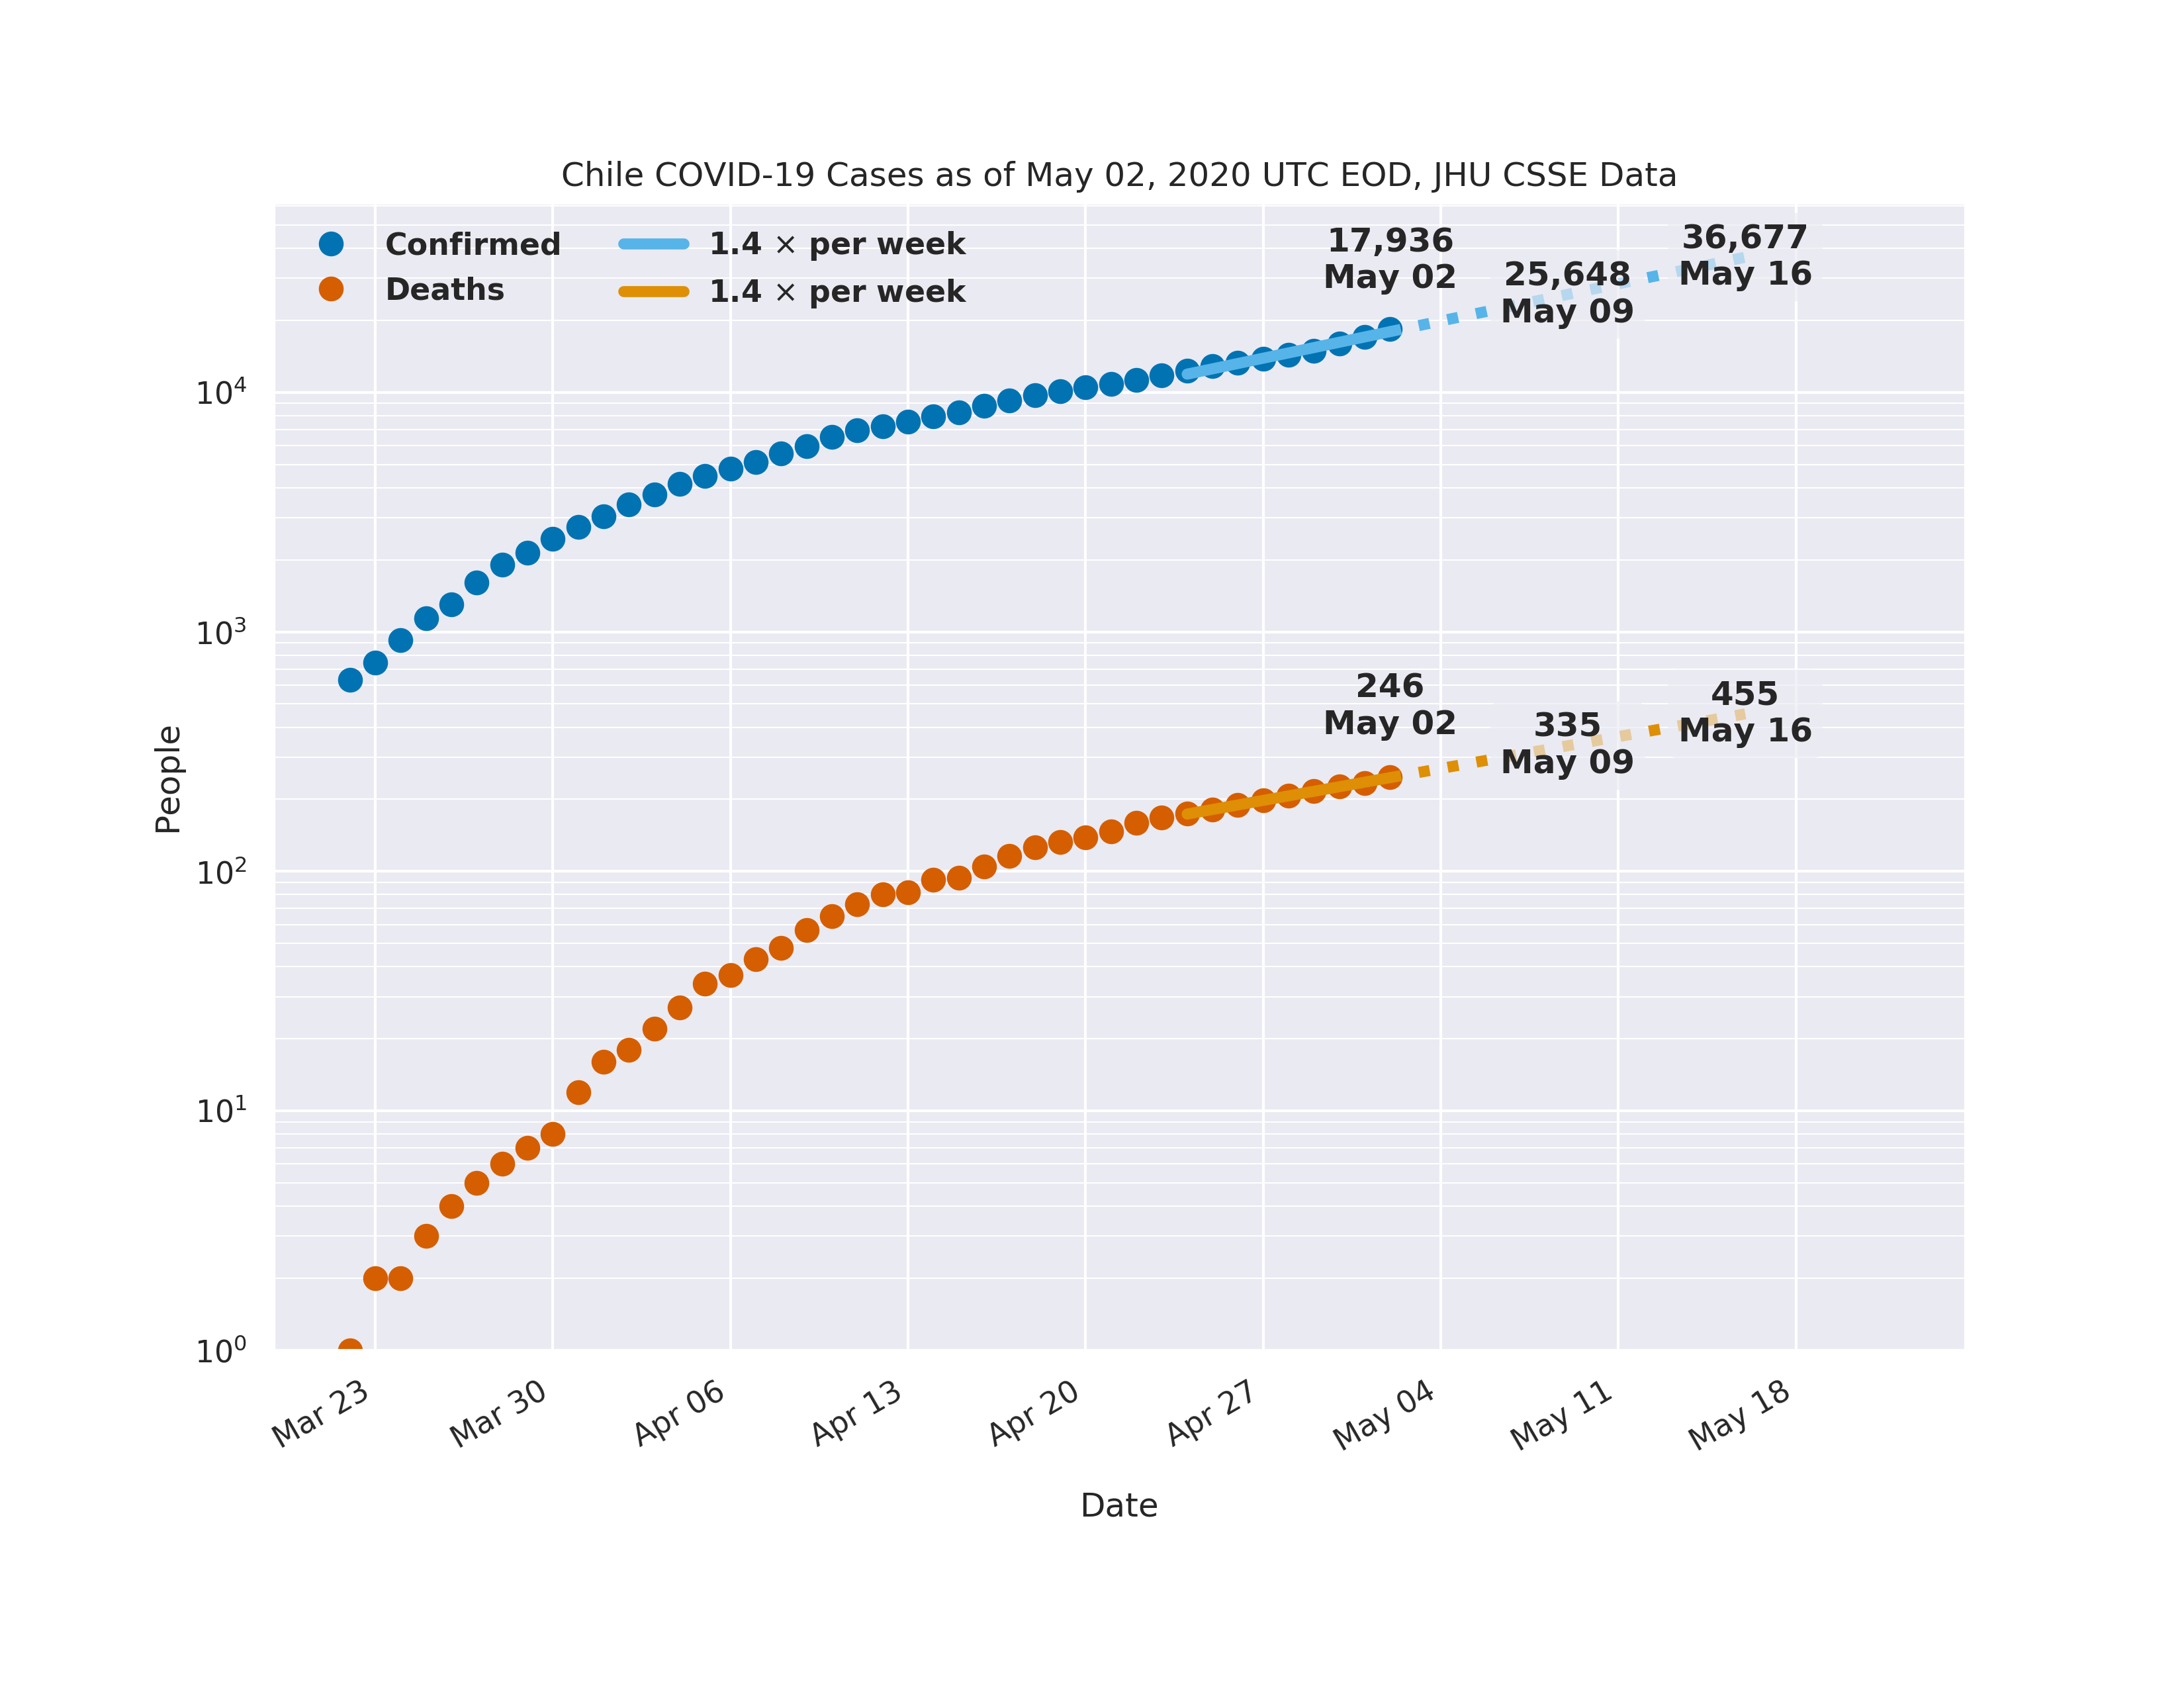 Chile COVID-19 Cases as of May 02, 2020 UTC EOD, JHU CSSE Data
Confirmed
Deaths
1.4 × per week
1.4 × per week
17,936
May 02
25,648
May 09
36,677
May 16
246
May 02
335
May 09
455
May 16
People
10⁴
10³
10²
10¹
10⁰
Mar 23
Mar 30
Apr 06
Apr 13
Apr 20
Apr 27
May 04
May 11
May 18
Date